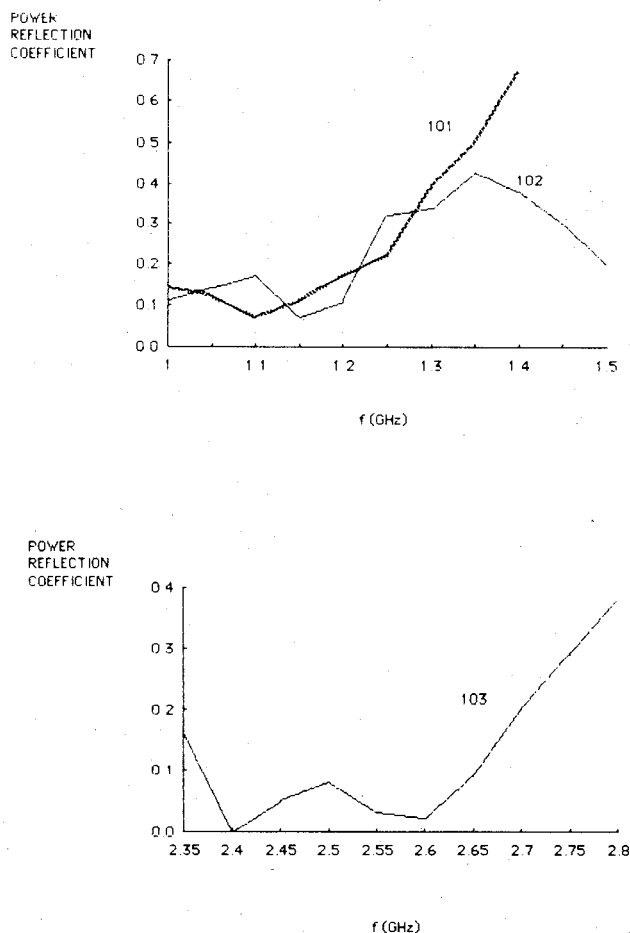 POWER
REFLECTION
COEFFICIENT
0.7
0.6
0.5
0.4
0.3
0.2
0.1
0.0
101
102
1 1.1 1.2 1.3 1.4 1.5
f (GHz)
POWER
REFLECTION
COEFFICIENT
0.4
0.3
0.2
0.1
0.0
103
2.35 2.4 2.45 2.5 2.55 2.6 2.65 2.7 2.75 2.8
f (GHz)